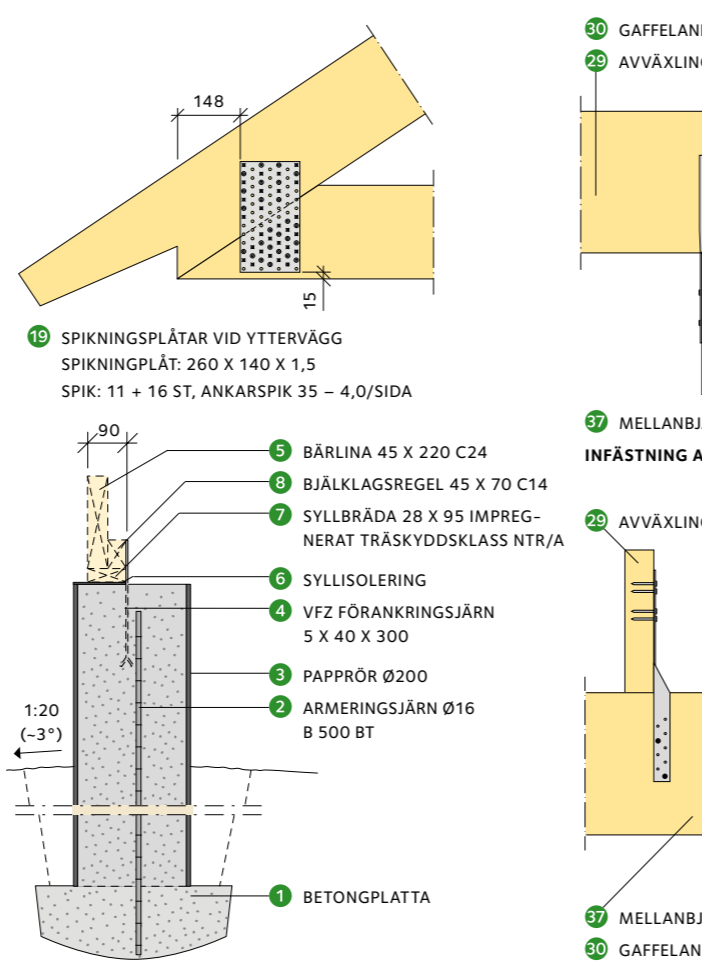 148
15
19 SPIKNINGSPLÅTAR VID YTTERVÄGG
SPIKNINGPLÅT: 260 X 140 X 1,5
SPIK: 11 + 16 ST, ANKARSPIK 35 – 4,0/SIDA
90
5 BÄRLINA 45 X 220 C24
8 BJÄLKLAGSREGEL 45 X 70 C14
7 SYLLBRÄDA 28 X 95 IMPREG-
NERAT TRÄSKYDDSKLASS NTR/A
6 SYLLISOLERING
4 VFZ FÖRANKRINGSJÄRN
5 X 40 X 300
3 PAPPRÖR Ø200
2 ARMERINGSJÄRN Ø16
B 500 BT
1:20
(~3°)
1 BETONGPLATTA
30 GAFFELAN
29 AVVÄXLING
37 MELLANBJ
INFÄSTNING A
29 AVVÄXLING
37 MELLANBJ
30 GAFFELAN